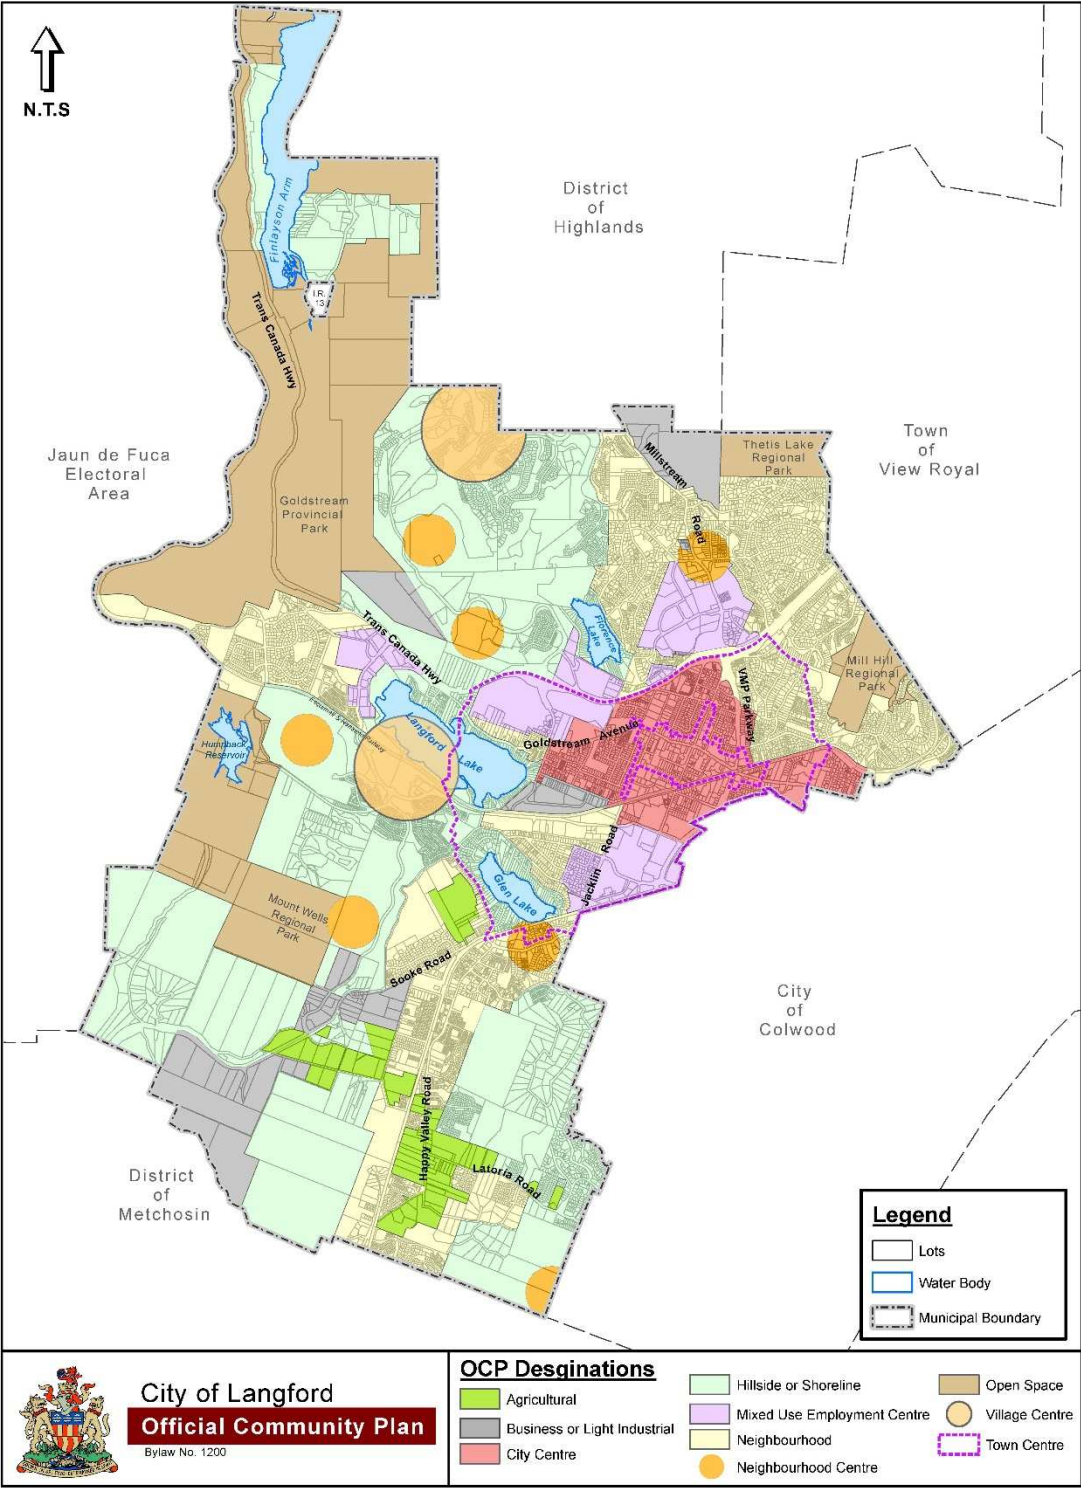 N.T.S
District
of
Highlands
Finlayson Arm
I.R.
13
Trans Canada Hwy
Jaun de Fuca
Electoral
Area
Town
of
View Royal
Thetis Lake
Regional
Park
Millstream
Road
Goldstream
Provincial
Park
Trans Canada Hwy
Florence
Lake
Mill Hill
Regional
Park
VMP Parkway
Langford
Lake
Goldstream Avenue
Humpback
Reservoir
Jacklin Road
Glen Lake
Mount Wells
Regional
Park
Sooke Road
City
of
Colwood
Happy Valley Road
Latoria Road
District
of
Metchosin
Legend
Lots
Water Body
Municipal Boundary
City of Langford
Official Community Plan
Bylaw No. 1200
OCP Desginations
Agricultural
Business or Light Industrial
City Centre
Hillside or Shoreline
Mixed Use Employment Centre
Neighbourhood
Neighbourhood Centre
Open Space
Village Centre
Town Centre